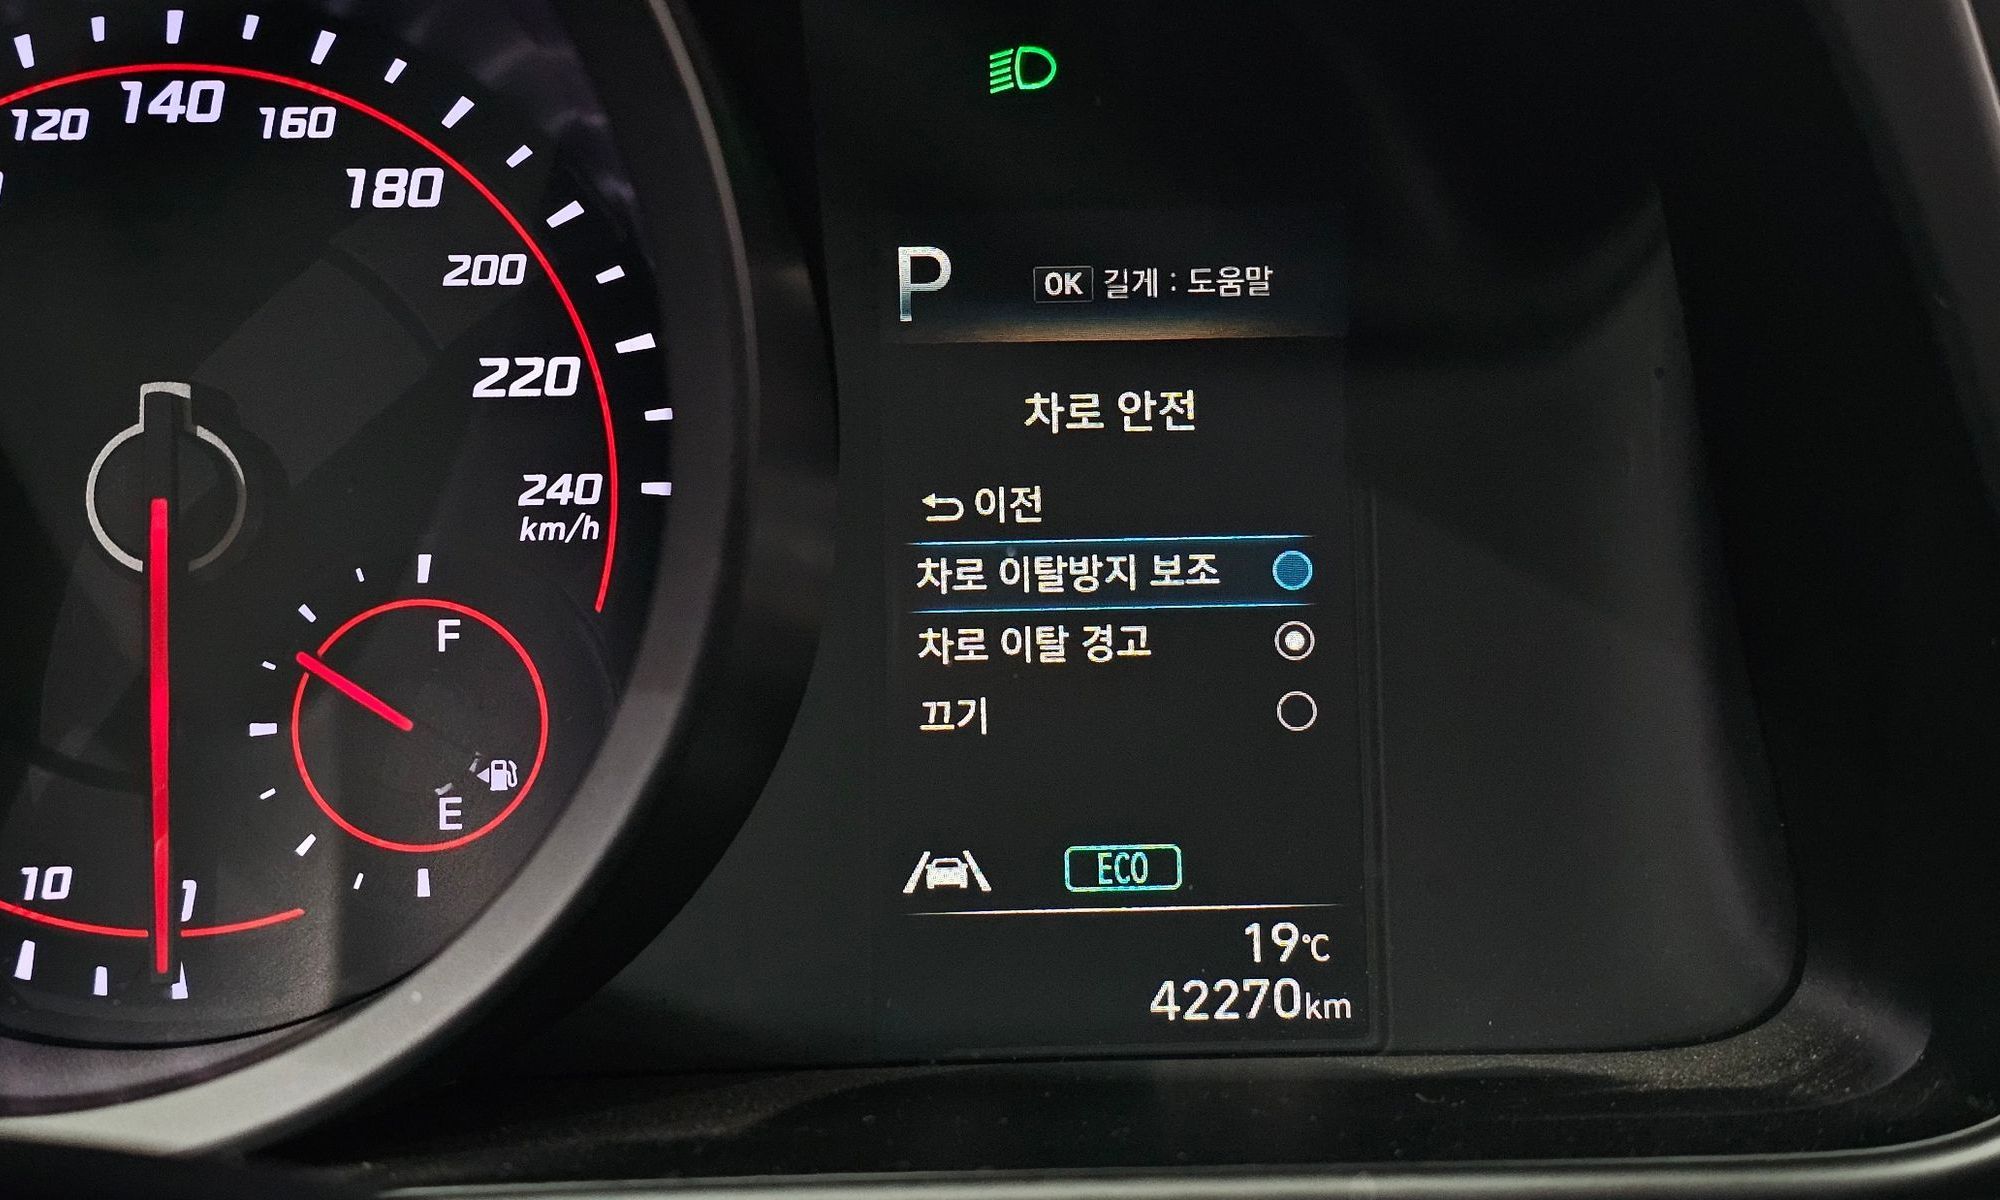 120
140
160
180
200
220
240
km/h
F
E
10
P
OK 길게 : 도움말
차로 안전
이전
차로 이탈방지 보조
차로 이탈 경고
끄기
ECO
19℃
42270km